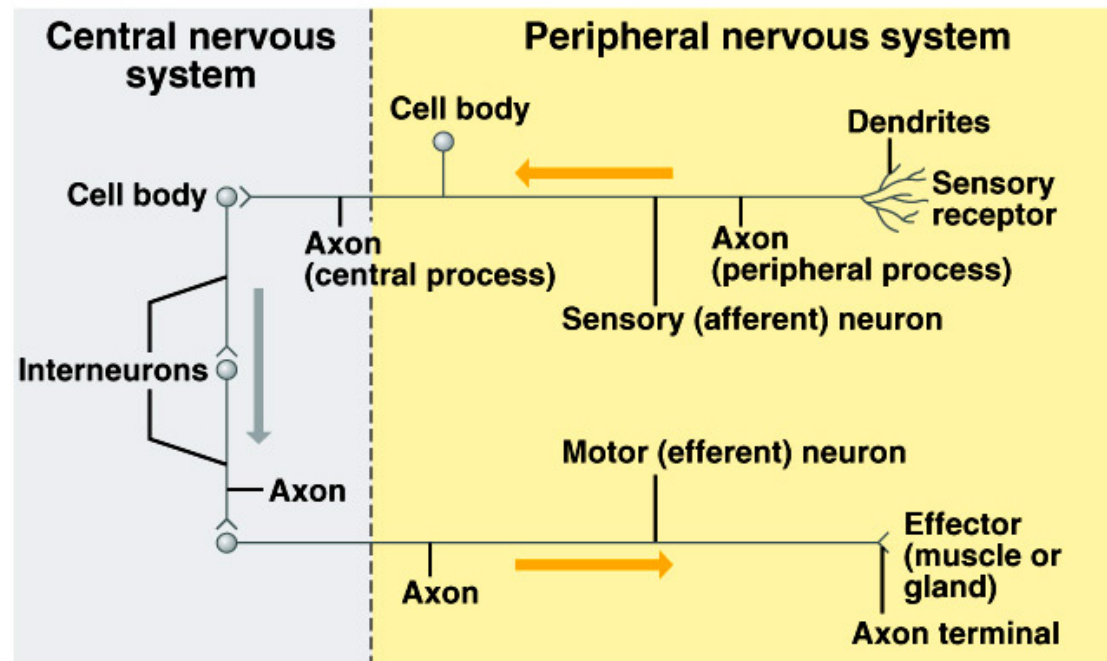 Central nervous
system
Peripheral nervous system
Cell body
Dendrites
Cell body
Sensory
receptor
Axon
(central process)
Axon
(peripheral process)
Sensory (afferent) neuron
Interneurons
Motor (efferent) neuron
Axon
Effector
(muscle or
gland)
Axon
Axon terminal